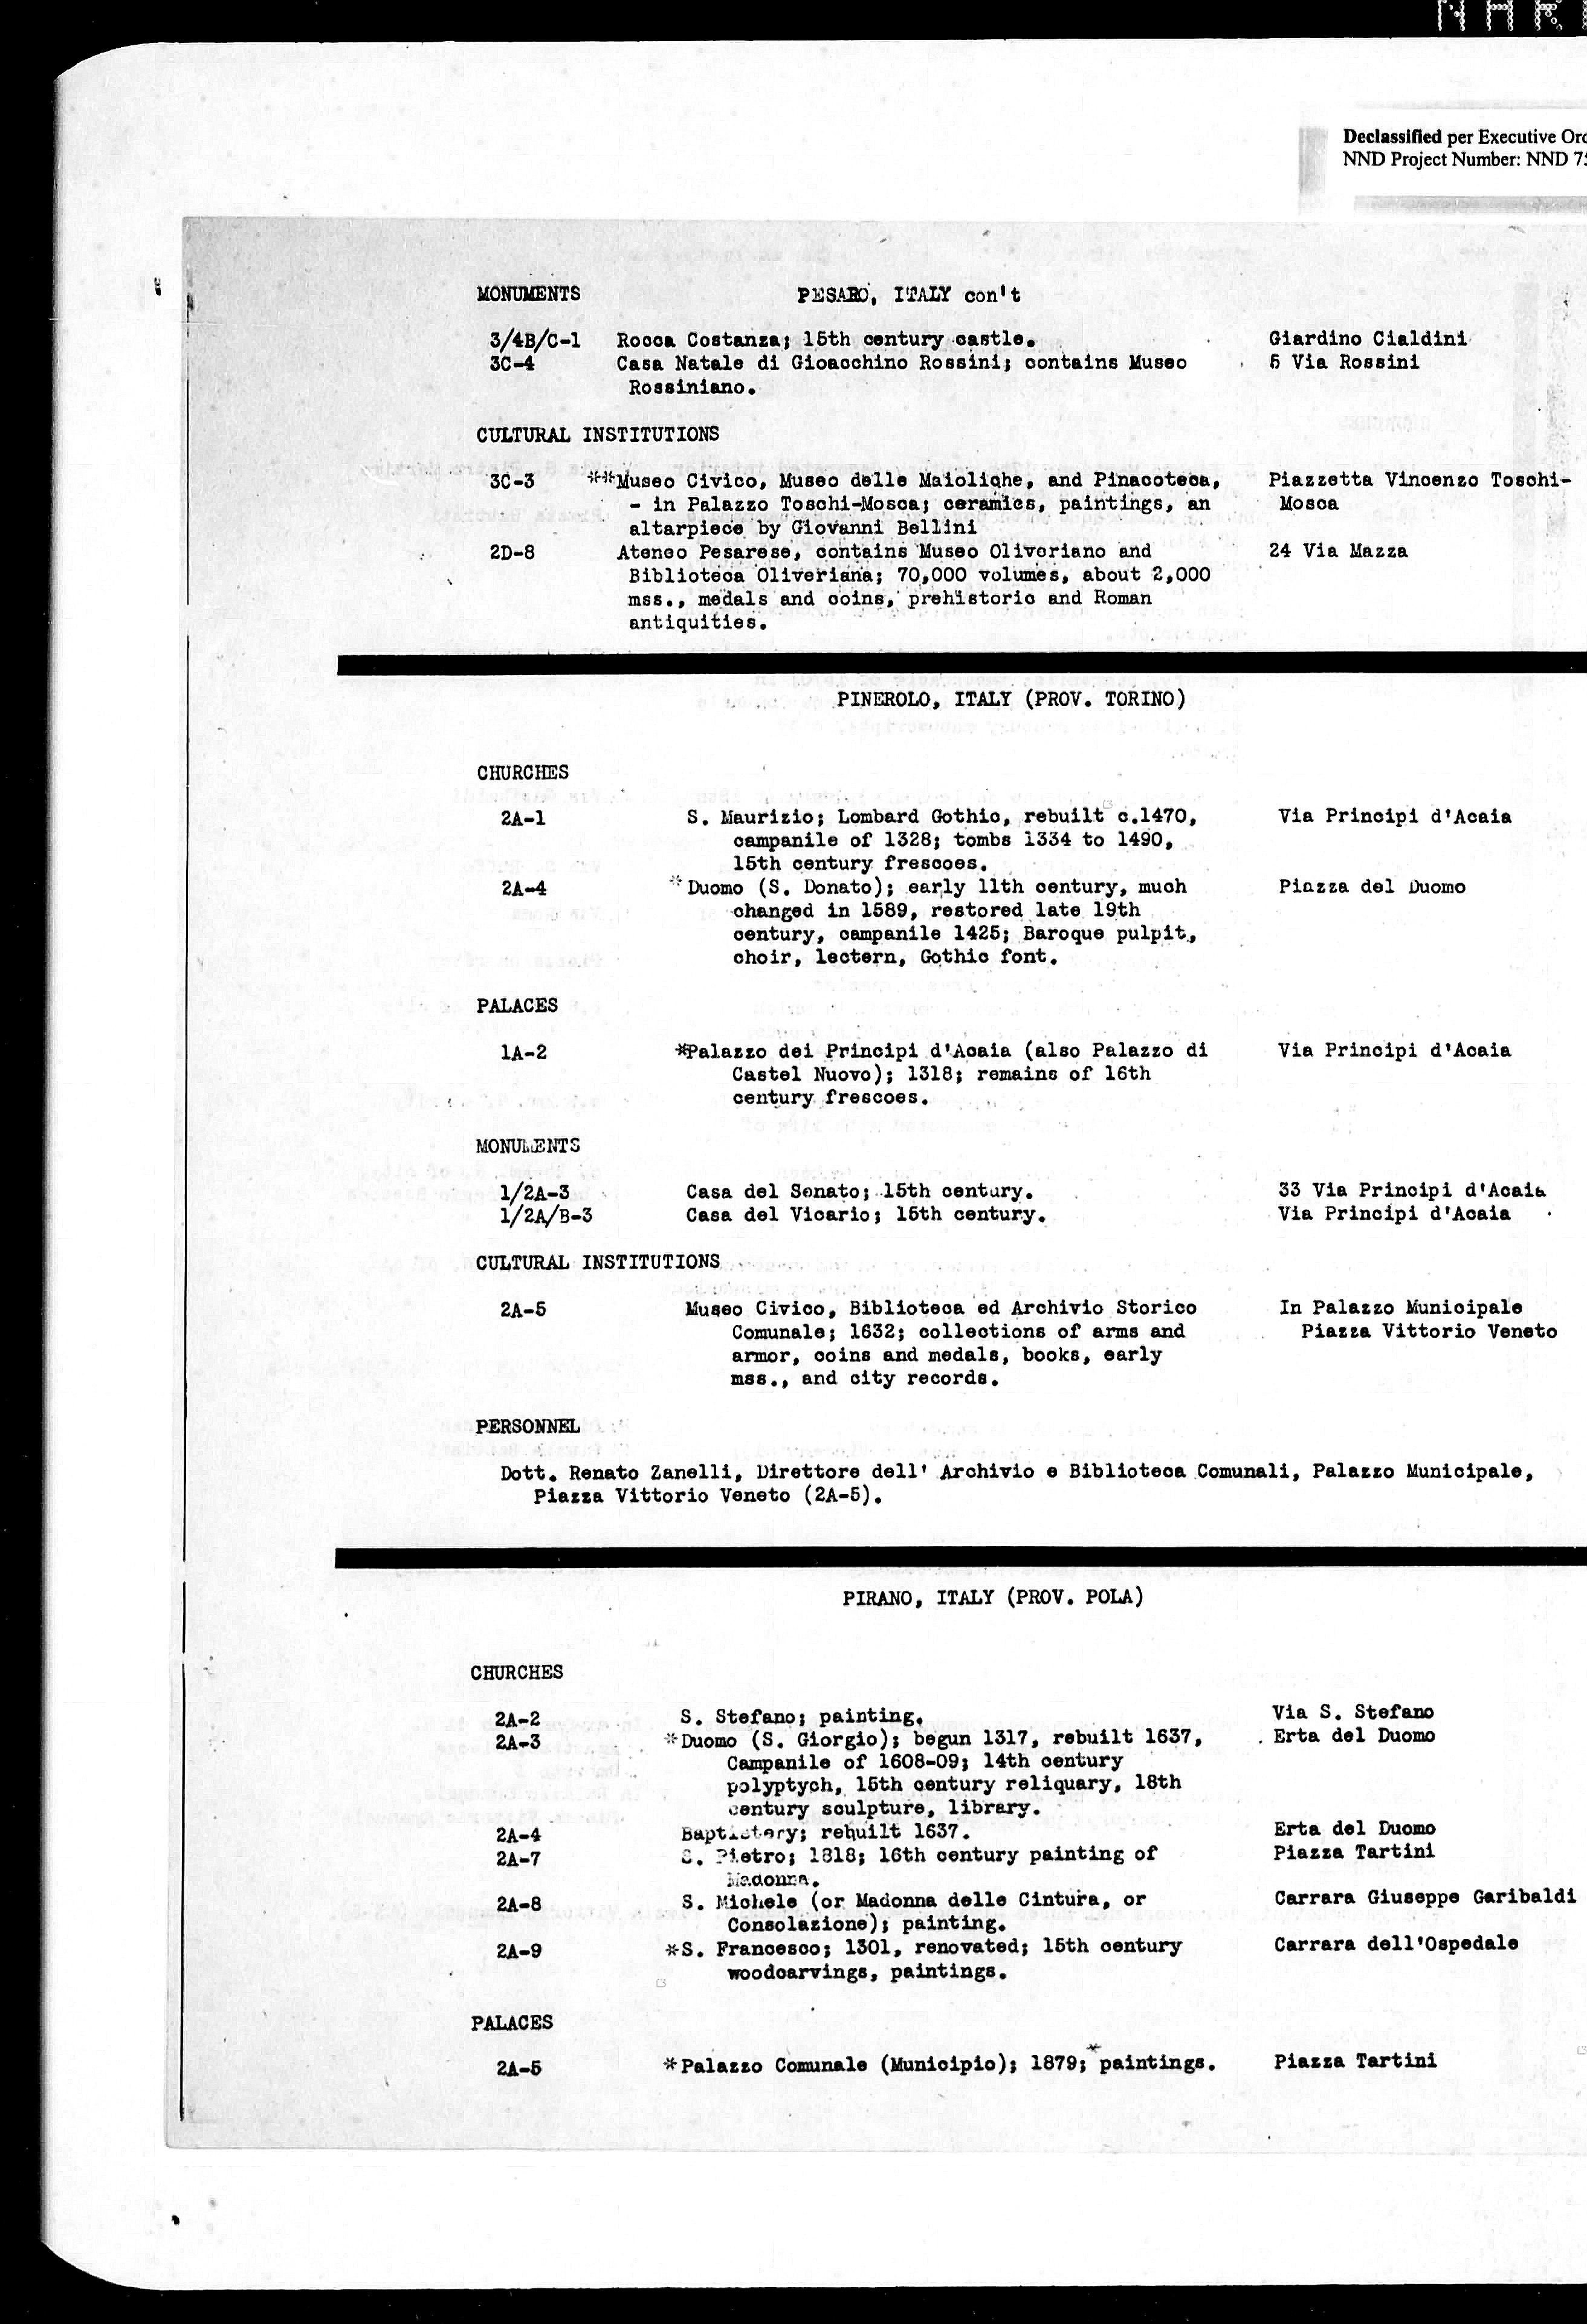 NARA
Declassified per Executive Ord
NND Project Number: NND 75
MONUMENTS PESARO, ITALY con't
3/4B/C-1 Rocca Costanza; 15th century castle. Giardino Cialdini
3C-4 Casa Natale di Gioacchino Rossini; contains Museo 5 Via Rossini
Rossiniano.
CULTURAL INSTITUTIONS
3C-3 **Museo Civico, Museo delle Maioliche, and Pinacoteca, Piazzetta Vincenzo Toschi-
- in Palazzo Toschi-Mosca; ceramics, paintings, an Mosca
altarpiece by Giovanni Bellini
2D-8 Ateneo Pesarese, contains Museo Oliveriano and 24 Via Mazza
Biblioteca Oliveriana; 70,000 volumes, about 2,000
mss., medals and coins, prehistoric and Roman
antiquities.
PINEROLO, ITALY (PROV. TORINO)
CHURCHES
2A-1 S. Maurizio; Lombard Gothic, rebuilt c.1470, Via Principi d'Acaia
campanile of 1328; tombs 1334 to 1490,
15th century frescoes.
2A-4 *Duomo (S. Donato); early 11th century, much Piazza del Duomo
changed in 1589, restored late 19th
century, campanile 1425; Baroque pulpit,
choir, lectern, Gothic font.
PALACES
1A-2 *Palazzo dei Principi d'Acaia (also Palazzo di Via Principi d'Acaia
Castel Nuovo); 1318; remains of 16th
century frescoes.
MONUMENTS
1/2A-3 Casa del Senato; 15th century. 33 Via Principi d'Acaia
1/2A/B-3 Casa del Vicario; 15th century. Via Principi d'Acaia
CULTURAL INSTITUTIONS
2A-5 Museo Civico, Biblioteca ed Archivio Storico In Palazzo Municipale
Comunale; 1632; collections of arms and Piazza Vittorio Veneto
armor, coins and medals, books, early
mss., and city records.
PERSONNEL
Dott. Renato Zanelli, Direttore dell' Archivio e Biblioteca Comunali, Palazzo Municipale,
Piazza Vittorio Veneto (2A-5).
PIRANO, ITALY (PROV. POLA)
CHURCHES
2A-2 S. Stefano; painting. Via S. Stefano
2A-3 *Duomo (S. Giorgio); begun 1317, rebuilt 1637, Erta del Duomo
Campanile of 1608-09; 14th century
polyptych, 15th century reliquary, 18th
century sculpture, library.
2A-4 Baptistery; rebuilt 1637. Erta del Duomo
2A-7 S. Pietro; 1818; 16th century painting of Piazza Tartini
Madonna.
2A-8 S. Michele (or Madonna delle Cintura, or Carrara Giuseppe Garibaldi
Consolazione); painting.
2A-9 *S. Francesco; 1301, renovated; 15th century Carrara dell'Ospedale
woodcarvings, paintings.
PALACES
2A-5 *Palazzo Comunale (Municipio); 1879; *paintings. Piazza Tartini